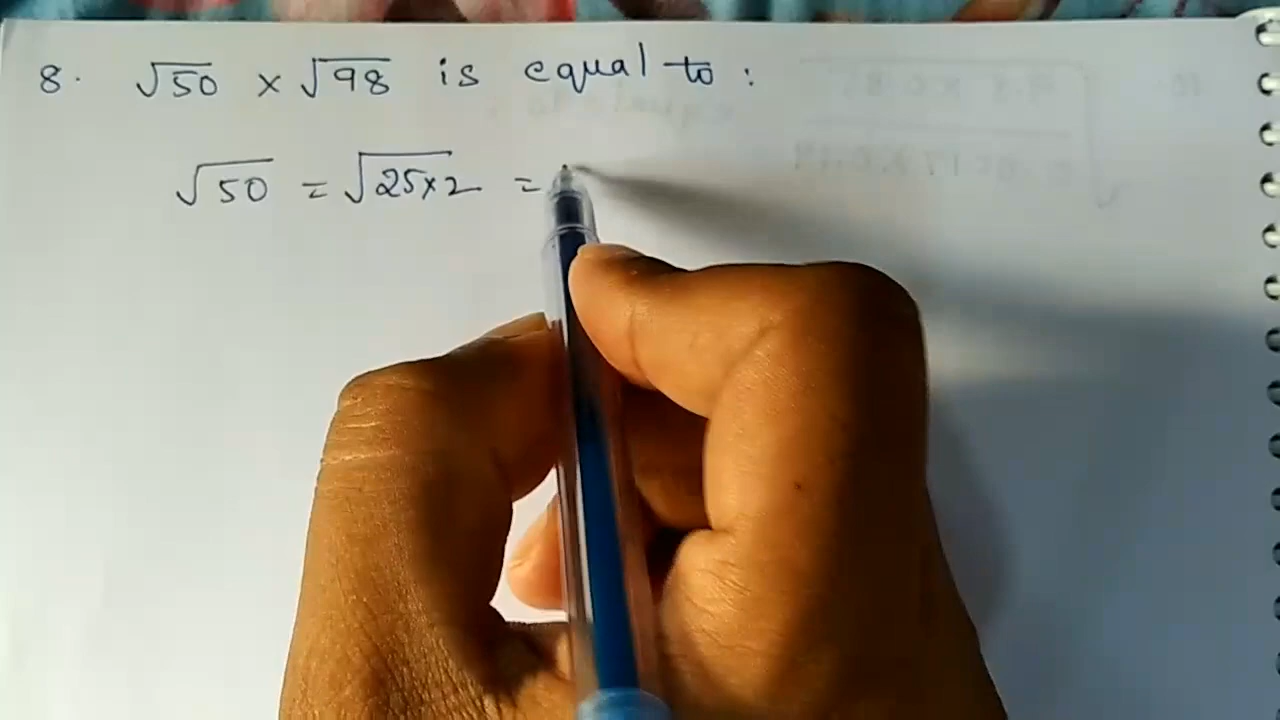 8. √50 × √98 is equal to :
√50 = √25×2 =